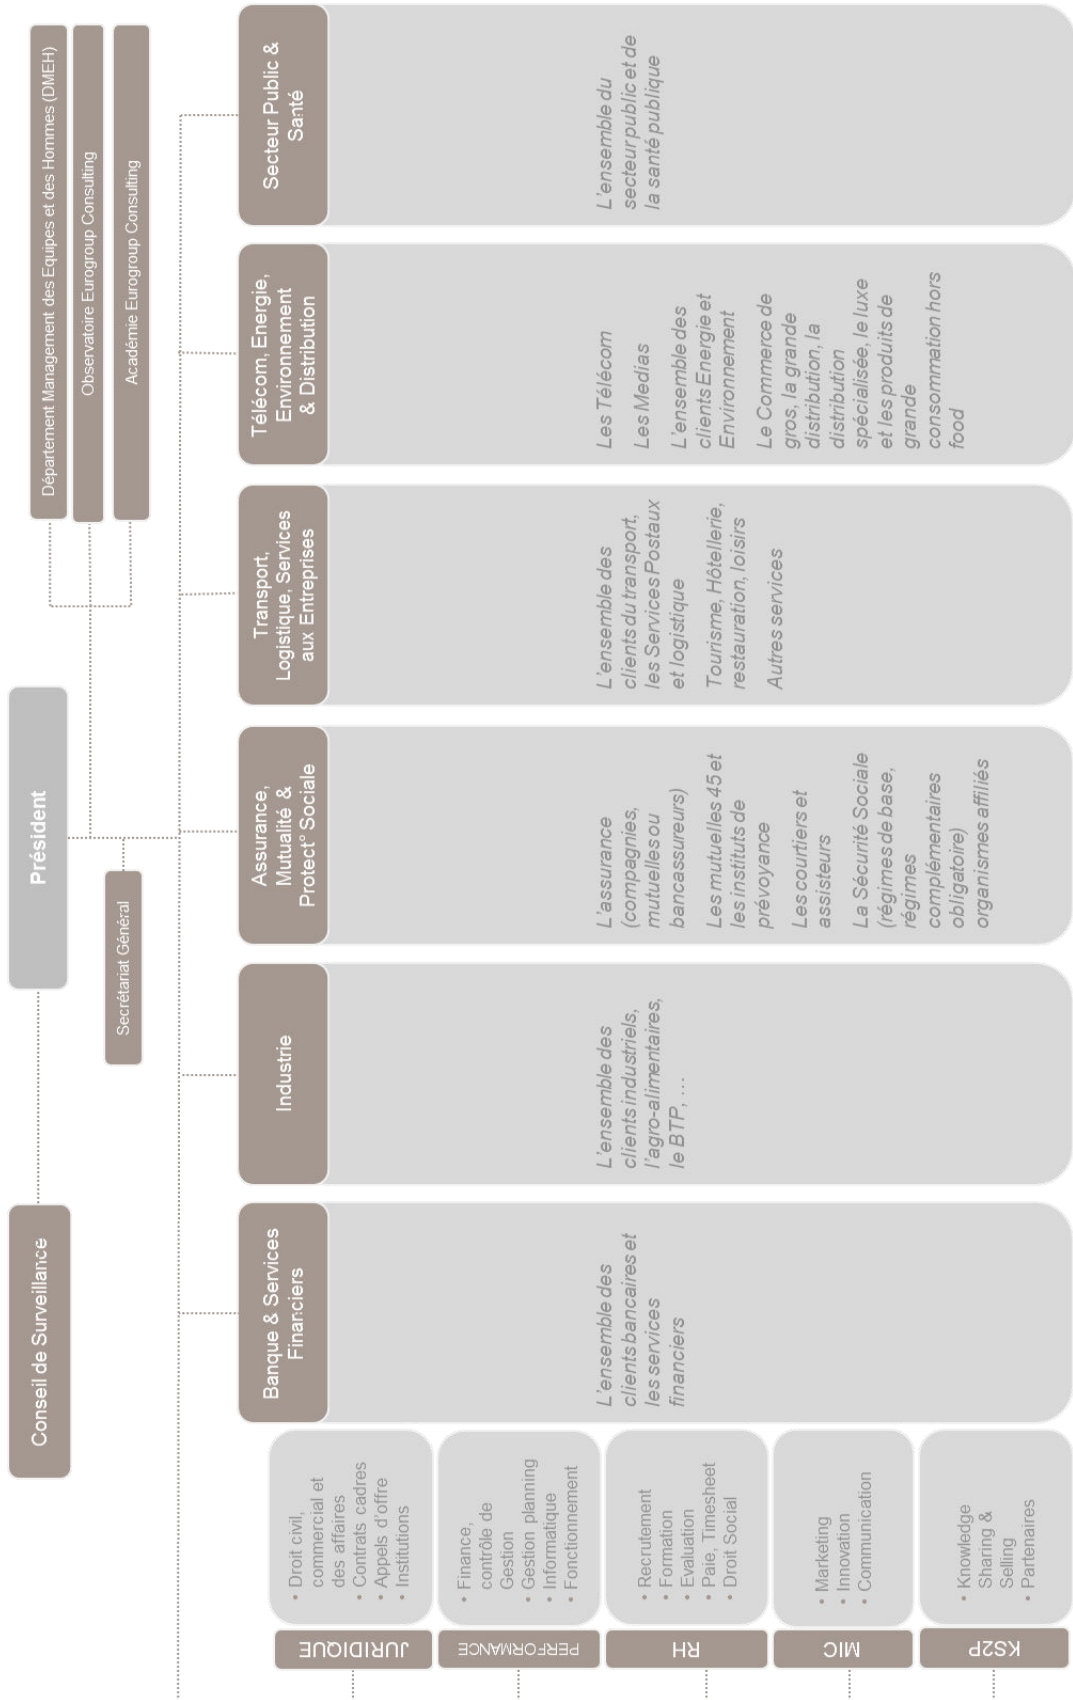 Conseil de Surveillance
Président
Secrétariat Général
Département Management des Equipes et des Hommes (DMEH)
Observatoire Eurogroup Consulting
Académie Eurogroup Consulting
Banque & Services
Financiers
L'ensemble des
clients bancaires et
les services
financiers
Industrie
L'ensemble des
clients industriels,
l'agro-alimentaires,
le BTP, …
Assurance,
Mutualité &
Protect° Sociale
L'assurance
(compagnies,
mutuelles ou
bancassureurs)
Les mutuelles 45 et
les instituts de
prévoyance
Les courtiers et
assisteurs
La Sécurité Sociale
(régimes de base,
régimes
complémentaires
obligatoire)
organismes affiliés
Transport,
Logistique, Services
aux Entreprises
L'ensemble des
clients du transport,
les Services Postaux
et logistique
Tourisme, Hôtellerie,
restauration, loisirs
Autres services
Télécom, Energie,
Environnement
& Distribution
Les Télécom
Les Medias
L'ensemble des
clients Energie et
Environnement
Le Commerce de
gros, la grande
distribution, la
distribution
spécialisée, le luxe
et les produits de
grande
consommation hors
food
Secteur Public &
Santé
L'ensemble du
secteur public et de
la santé publique
JURIDIQUE
• Droit civil,
commercial et
des affaires
• Contrats cadres
• Appels d'offre
• Institutions
PERFORMANCE
• Finance,
contrôle de
Gestion
• Gestion planning
• Informatique
• Fonctionnement
RH
• Recrutement
• Formation
• Evaluation
• Paie, Timesheet
• Droit Social
MIC
• Marketing
• Innovation
• Communication
KS2P
• Knowledge
Sharing &
Selling
• Partenaires